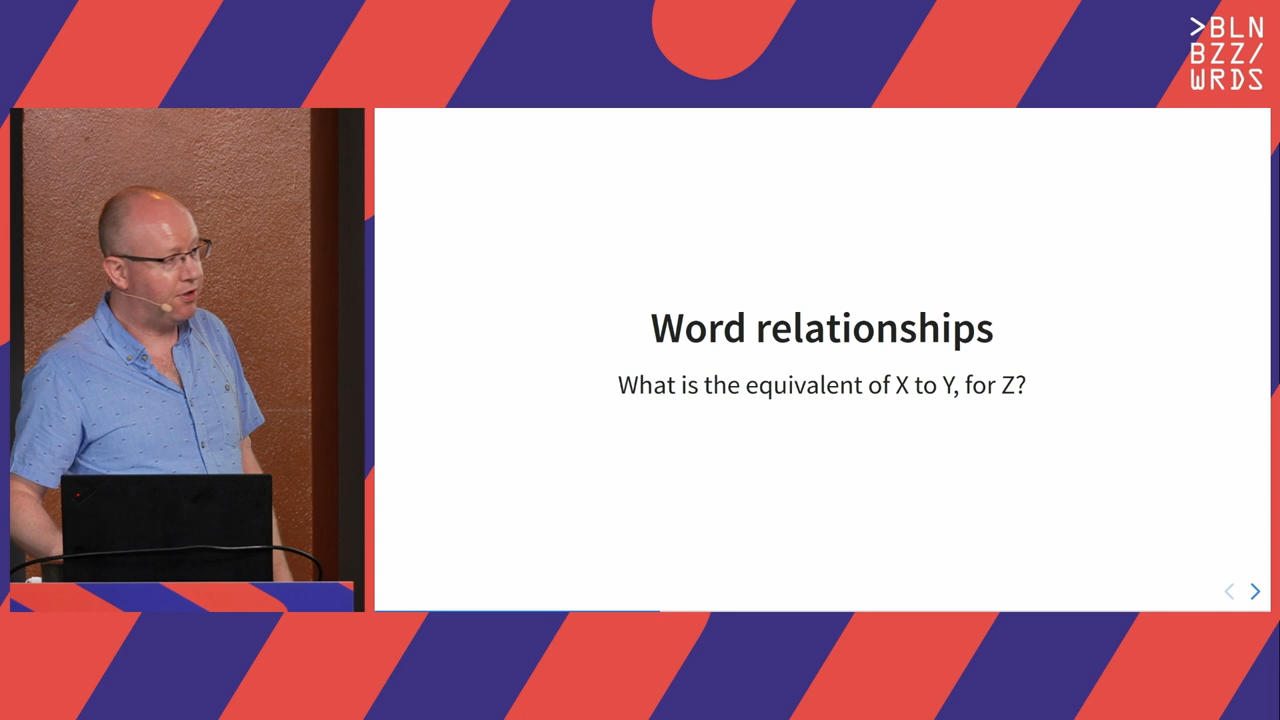 >BLN
BZZ/
WRDS
Word relationships
What is the equivalent of X to Y, for Z?